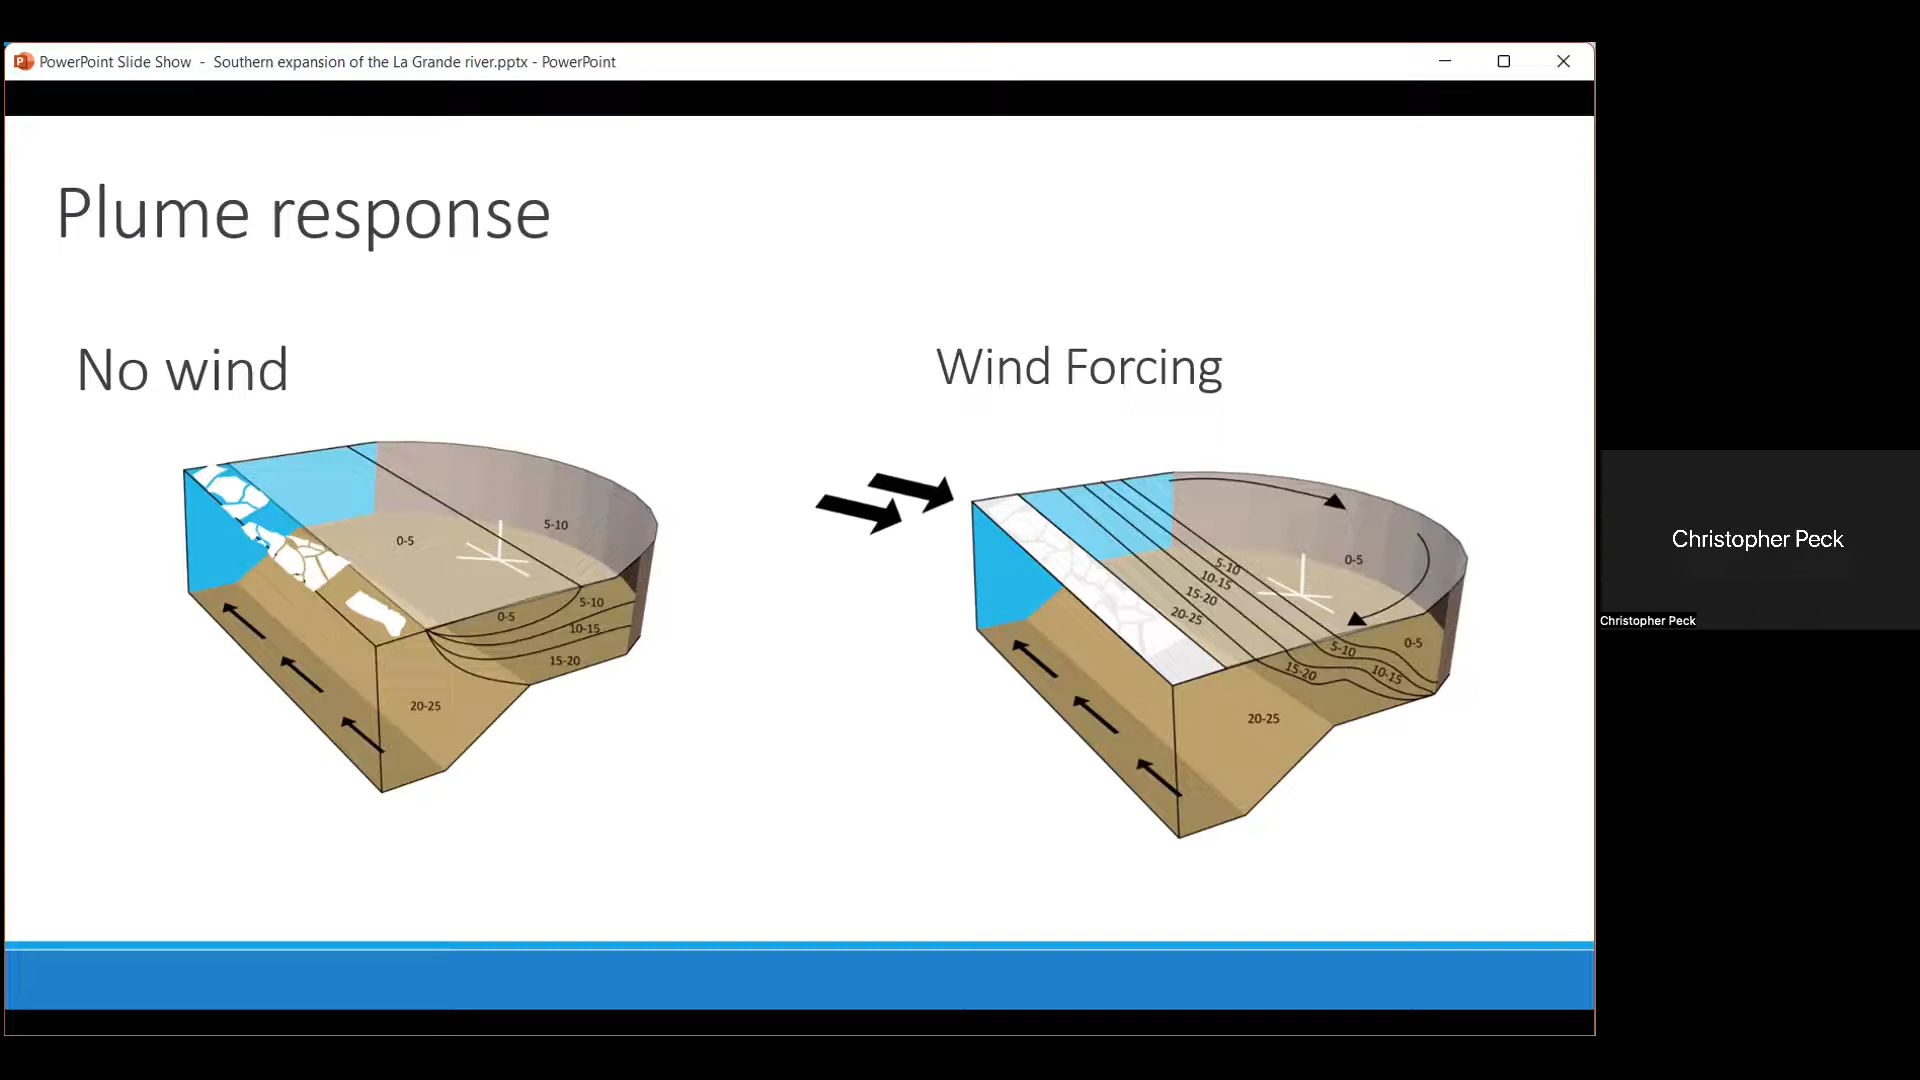 PowerPoint Slide Show - Southern expansion of the La Grande river.pptx - PowerPoint
Plume response
No wind
Wind Forcing
5-10
0-5
5-10
0-5
10-15
15-20
20-25
0-5
5-10
10-15
15-20
20-25
0-5
5-10
10-15
15-20
20-25
Christopher Peck
Christopher Peck